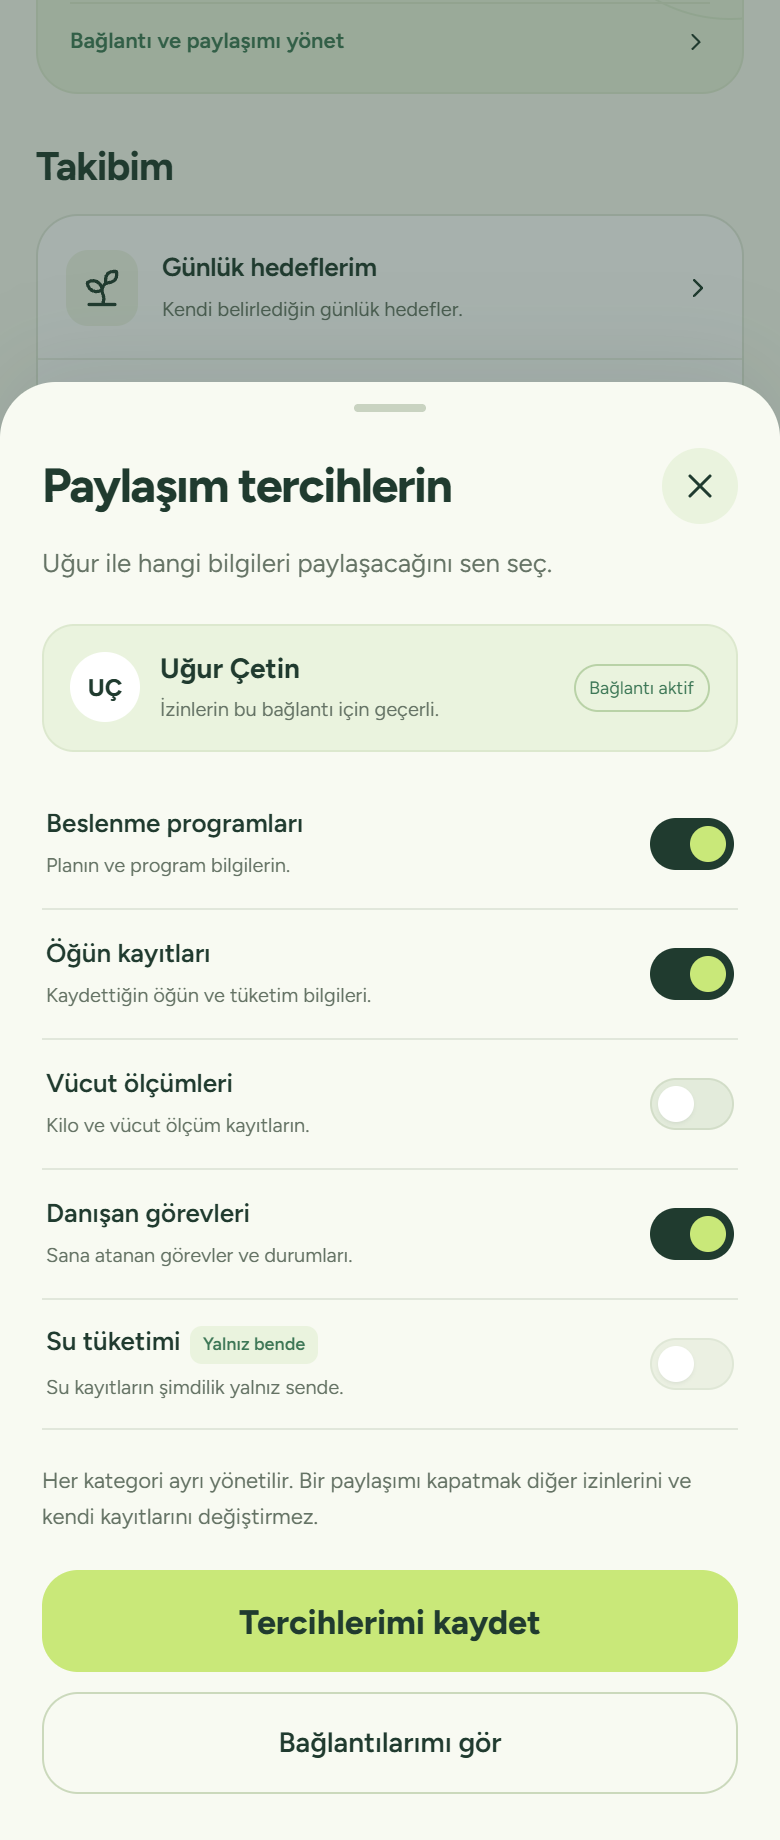 Bağlantı ve paylaşımı yönet
Takibim
Günlük hedeflerim
Kendi belirlediğin günlük hedefler.
Paylaşım tercihlerin
Uğur ile hangi bilgileri paylaşacağını sen seç.
UÇ
Uğur Çetin
İzinlerin bu bağlantı için geçerli.
Bağlantı aktif
Beslenme programları
Planın ve program bilgilerin.
Öğün kayıtları
Kaydettiğin öğün ve tüketim bilgileri.
Vücut ölçümleri
Kilo ve vücut ölçüm kayıtların.
Danışan görevleri
Sana atanan görevler ve durumları.
Su tüketimi Yalnız bende
Su kayıtların şimdilik yalnız sende.
Her kategori ayrı yönetilir. Bir paylaşımı kapatmak diğer izinlerini ve
kendi kayıtlarını değiştirmez.
Tercihlerimi kaydet
Bağlantılarımı gör